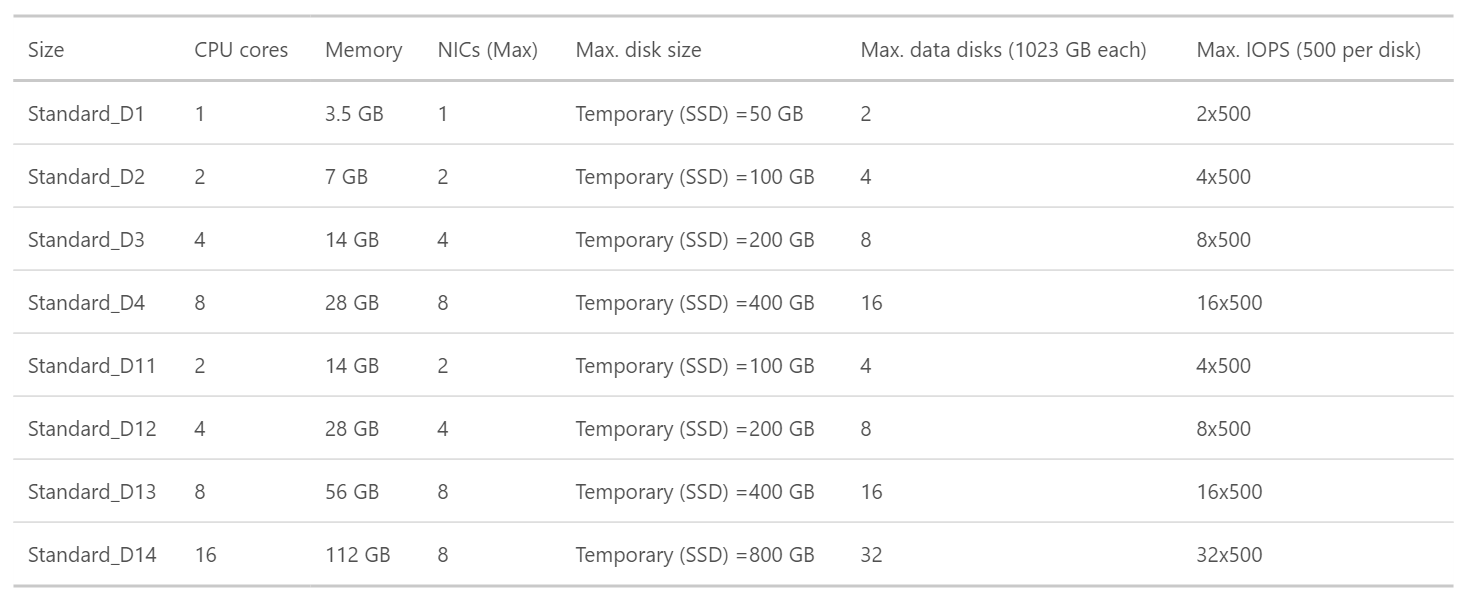 Size CPU cores Memory NICs (Max) Max. disk size Max. data disks (1023 GB each) Max. IOPS (500 per disk)
Standard_D1 1 3.5 GB 1 Temporary (SSD) =50 GB 2 2x500
Standard_D2 2 7 GB 2 Temporary (SSD) =100 GB 4 4x500
Standard_D3 4 14 GB 4 Temporary (SSD) =200 GB 8 8x500
Standard_D4 8 28 GB 8 Temporary (SSD) =400 GB 16 16x500
Standard_D11 2 14 GB 2 Temporary (SSD) =100 GB 4 4x500
Standard_D12 4 28 GB 4 Temporary (SSD) =200 GB 8 8x500
Standard_D13 8 56 GB 8 Temporary (SSD) =400 GB 16 16x500
Standard_D14 16 112 GB 8 Temporary (SSD) =800 GB 32 32x500